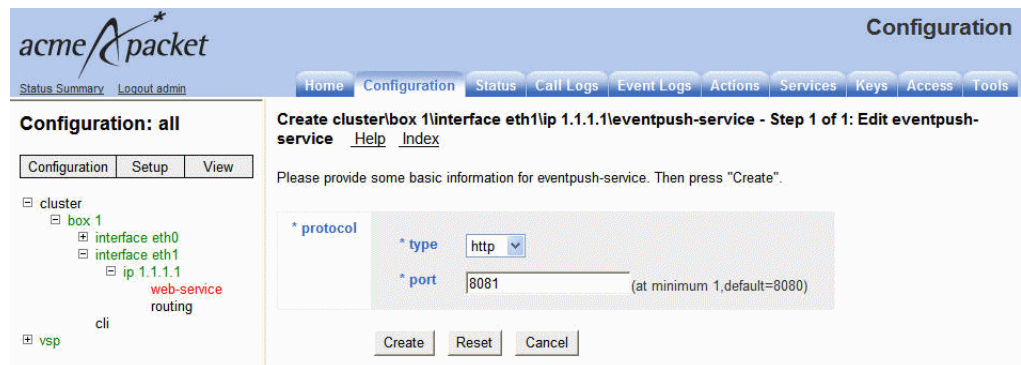 acme packet
Configuration
Status Summary Logout admin
Home Configuration Status Call Logs Event Logs Actions Services Keys Access Tools
Configuration: all
Configuration Setup View
cluster
box 1
interface eth0
interface eth1
ip 1.1.1.1
web-service
routing
cli
vsp
Create cluster\box 1\interface eth1\ip 1.1.1.1\eventpush-service - Step 1 of 1: Edit eventpush-
service Help Index
Please provide some basic information for eventpush-service. Then press "Create".
* protocol
* type http
* port 8081 (at minimum 1,default=8080)
Create Reset Cancel